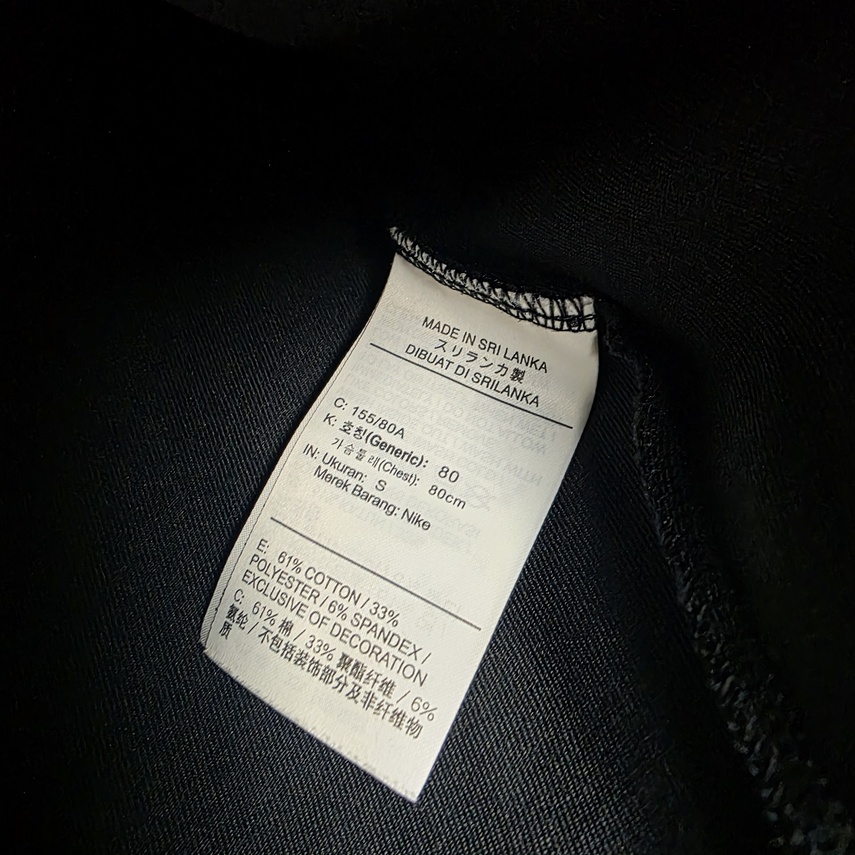 MADE IN SRI LANKA
スリランカ製
DIBUAT DI SRILANKA
C: 155/80A
K: 호칭(Generic): 80
가슴둘레(Chest): 80cm
IN: Ukuran: S
Merek Barang: Nike
E: 61% COTTON / 33%
POLYESTER / 6% SPANDEX /
EXCLUSIVE OF DECORATION
C: 61% 棉 / 33% 聚酯纤维 / 6%
氨纶 / 不包括装饰部分及非纤维物
质